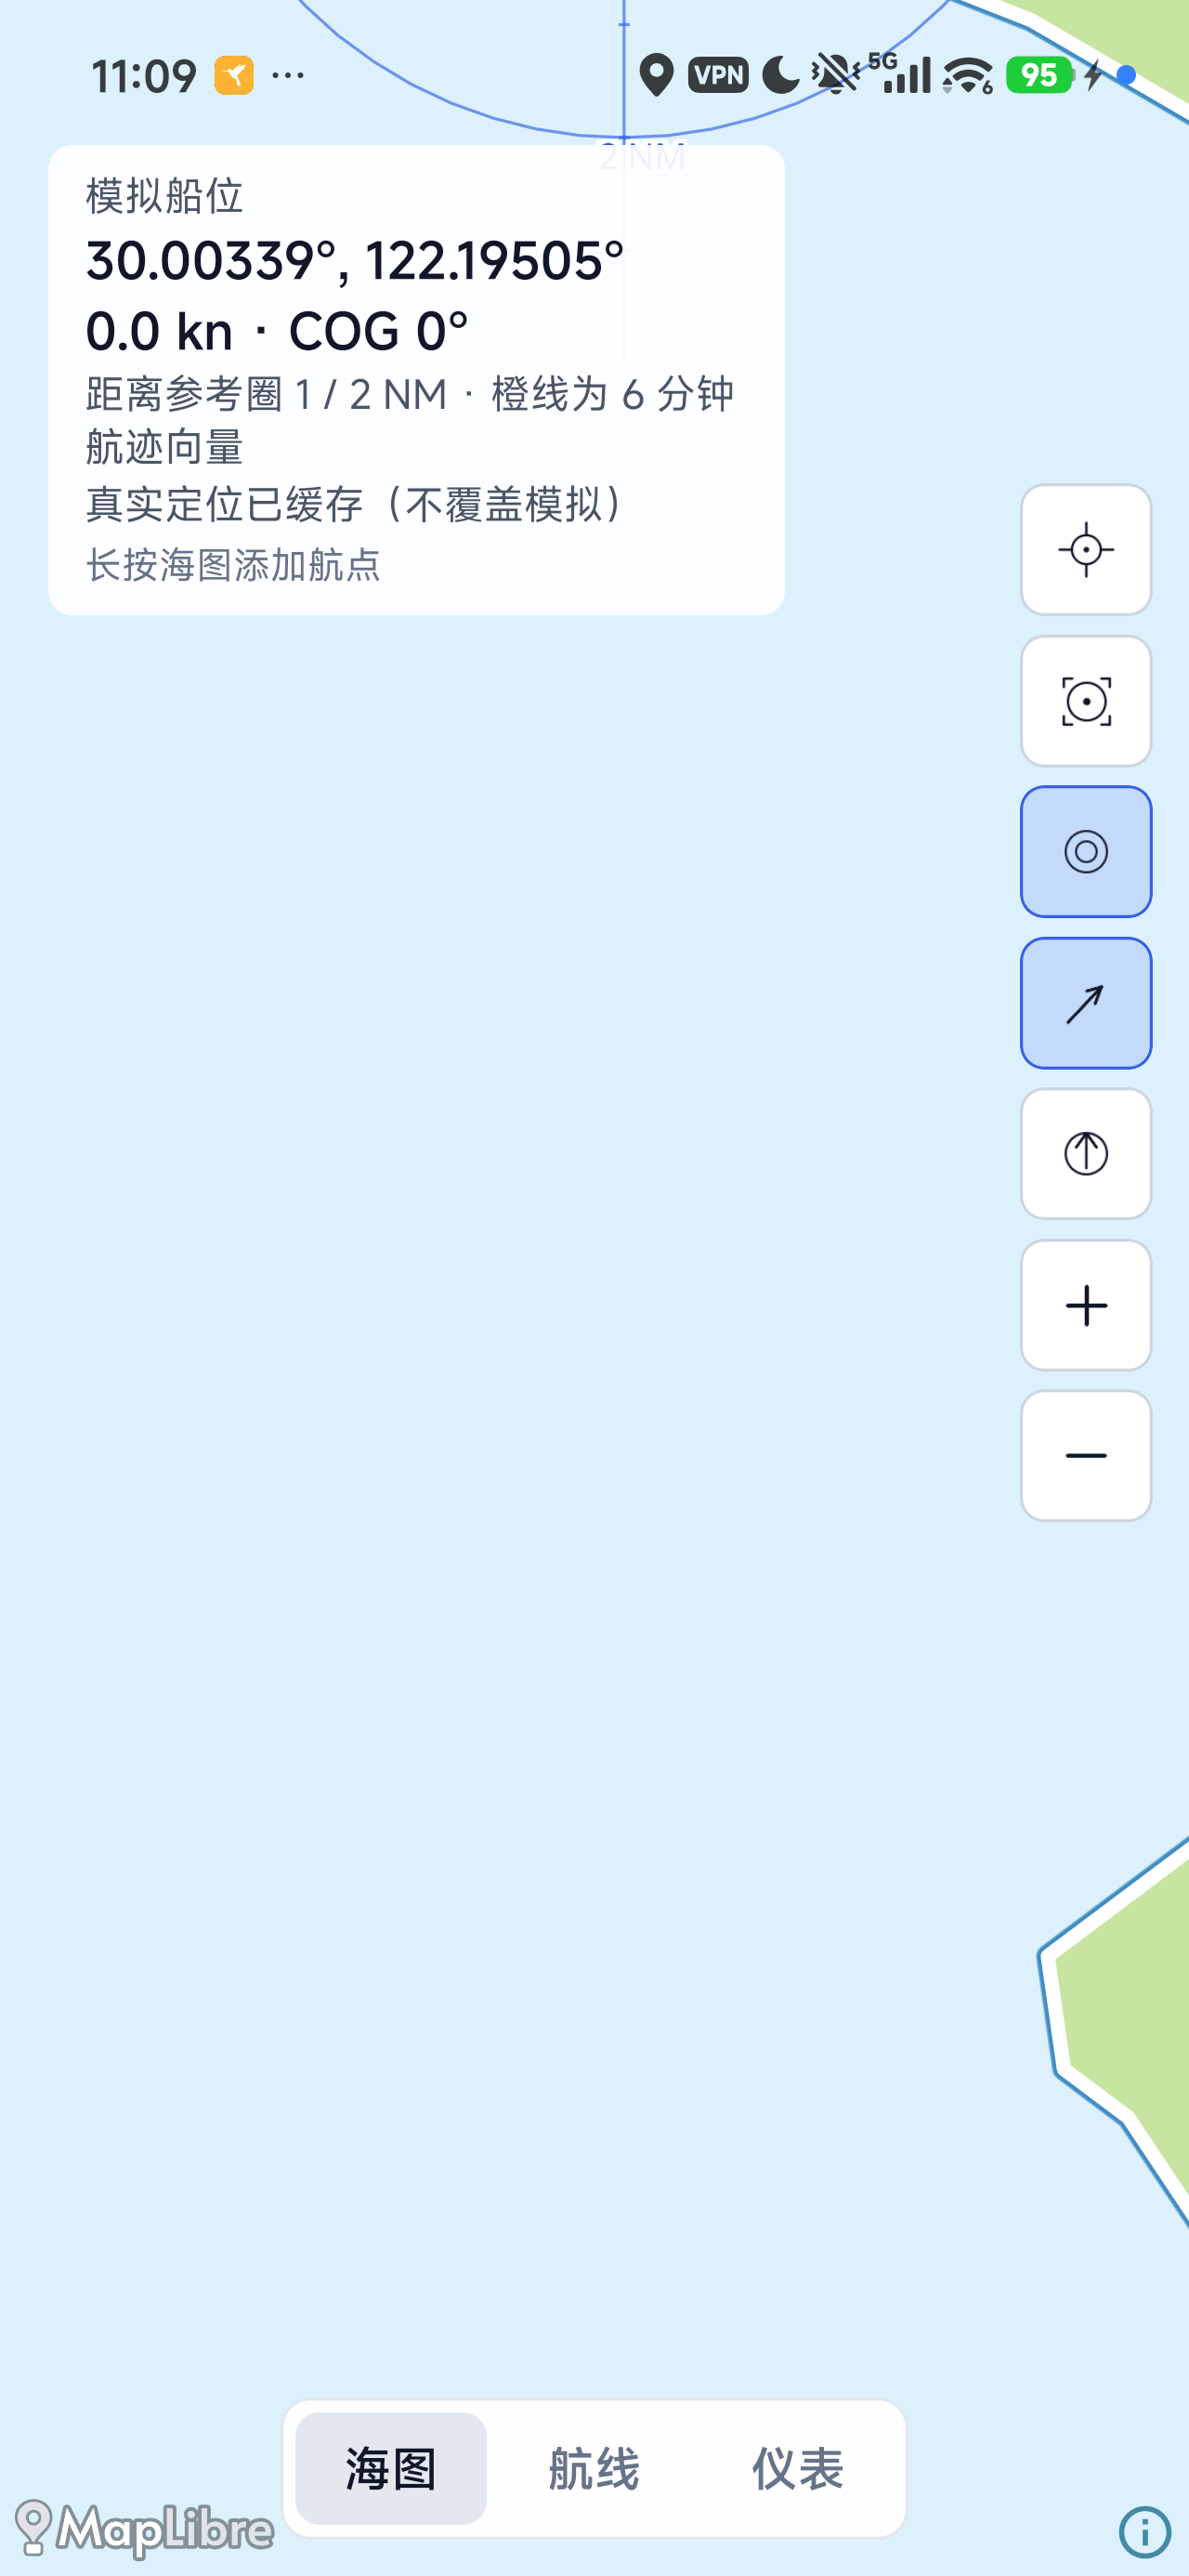 11:09 ···
VPN 5G 6 95
2 NM
模拟船位
30.00339°, 122.19505°
0.0 kn · COG 0°
距离参考圈 1 / 2 NM · 橙线为 6 分钟
航迹向量
真实定位已缓存（不覆盖模拟）
长按海图添加航点
海图 航线 仪表
MapLibre